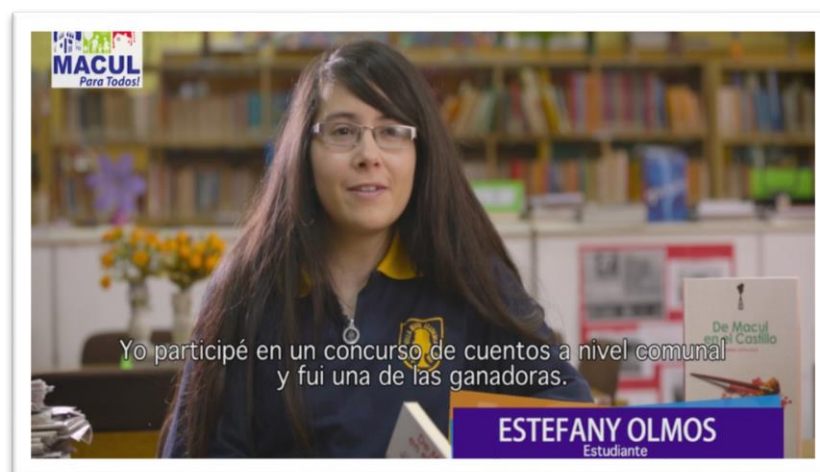 MACUL
Para Todos!
De Macul
en el Castillo
Yo participé en un concurso de cuentos a nivel comunal
y fui una de las ganadoras.
ESTEFANY OLMOS
Estudiante